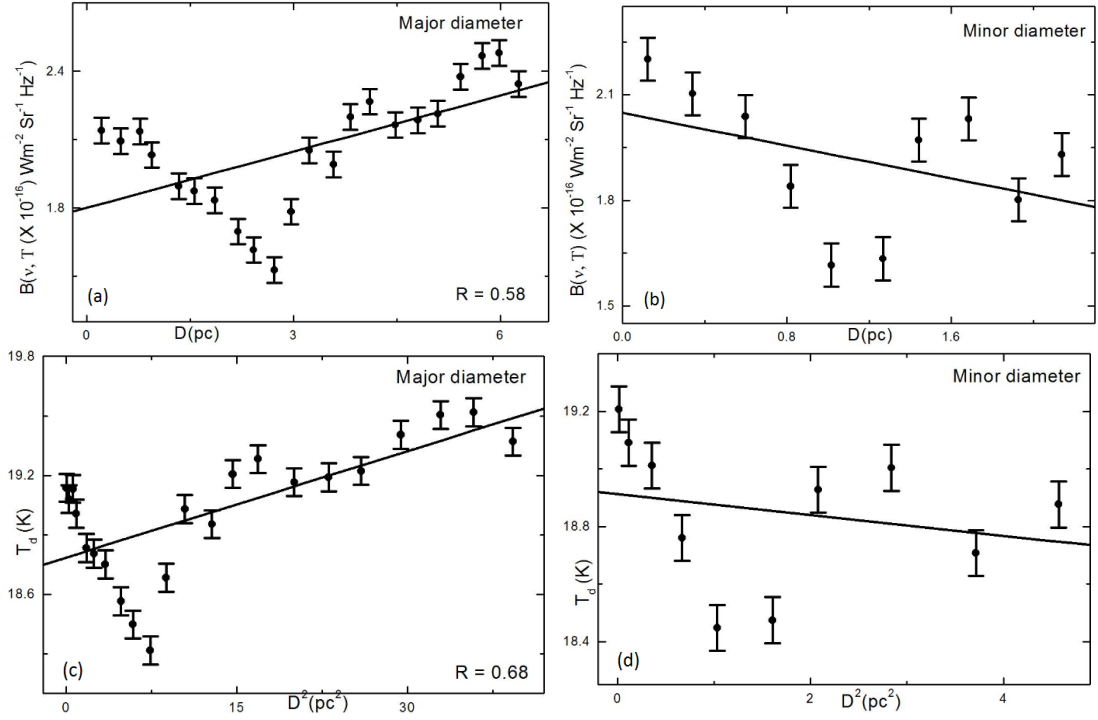 Major diameter
2.4
1.8
B(ν, T (X 10⁻¹⁶) Wm⁻² Sr⁻¹ Hz⁻¹)
(a)
R = 0.58
0
3
6
D(pc)
Minor diameter
2.1
1.8
1.5
B(ν, T) (X 10⁻¹⁶ Wm⁻² Sr⁻¹ Hz⁻¹)
(b)
0.0
0.8
1.6
D(pc)
19.8
Major diameter
19.2
18.6
T_d (K)
(c)
R = 0.68
0
15
30
D²(pc²)
Minor diameter
19.2
18.8
18.4
T_d (K)
(d)
0
2
4
D²(pc²)